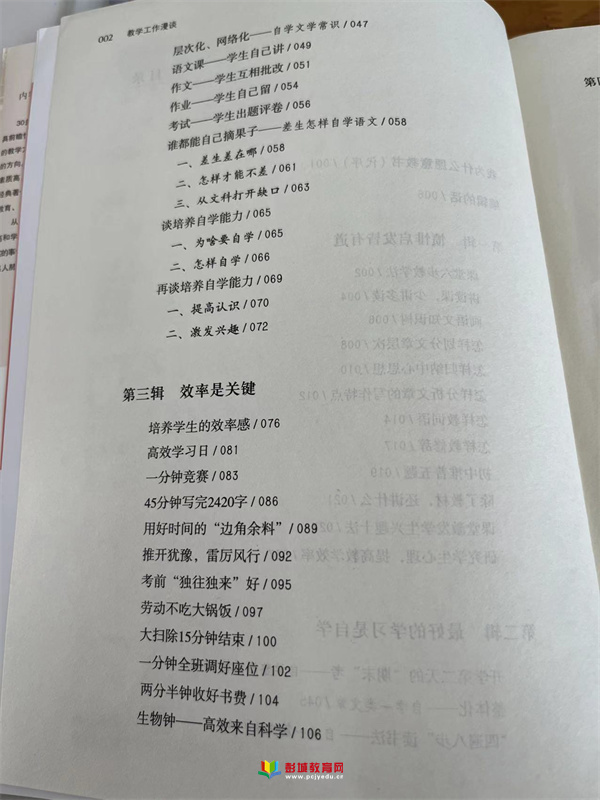 002 教学工作漫谈
层次化、网络化——自学文学常识 / 047
语文课——学生自己讲 / 049
作文——学生互相批改 / 051
作业——学生自己留 / 054
考试——学生出题评卷 / 056
谁都能自己摘果子——差生怎样自学语文 / 058
一、差生差在哪 / 058
二、怎样才能不差 / 061
三、从文科打开缺口 / 063
谈培养自学能力 / 065
一、为啥要自学 / 065
二、怎样自学 / 066
再谈培养自学能力 / 069
一、提高认识 / 070
二、激发兴趣 / 072
第三辑 效率是关键
培养学生的效率感 / 076
高效学习日 / 081
一分钟竞赛 / 083
45分钟写完2420字 / 086
用好时间的“边角余料” / 089
推开犹豫，雷厉风行 / 092
考前“独往独来”好 / 095
劳动不吃大锅饭 / 097
大扫除15分钟结束 / 100
一分钟全班调好座位 / 102
两分半钟收好书费 / 104
生物钟——高效来自科学 / 106
彭城教育网
www.pcjyedu.cn